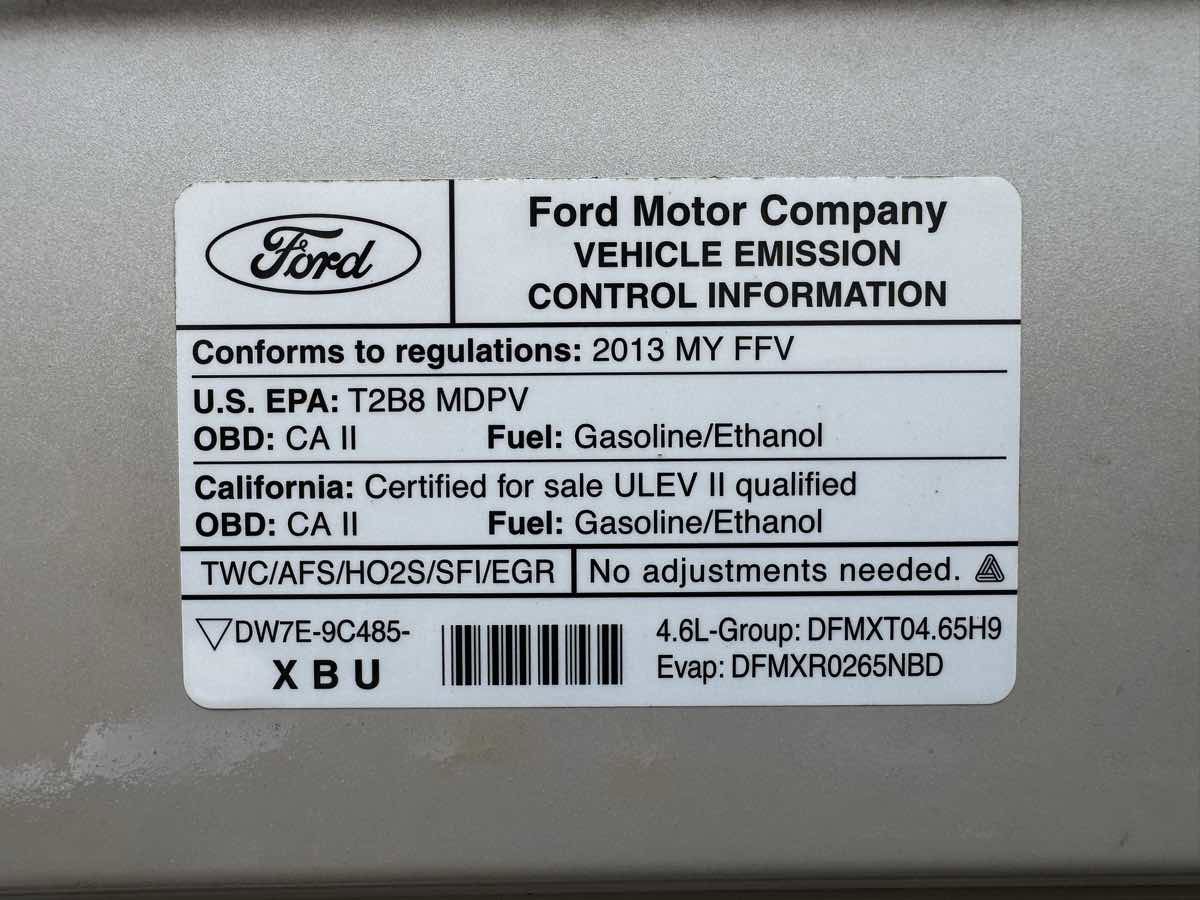 Ford
Ford Motor Company
VEHICLE EMISSION
CONTROL INFORMATION
Conforms to regulations: 2013 MY FFV
U.S. EPA: T2B8 MDPV
OBD: CA II Fuel: Gasoline/Ethanol
California: Certified for sale ULEV II qualified
OBD: CA II Fuel: Gasoline/Ethanol
TWC/AFS/HO2S/SFI/EGR No adjustments needed.
DW7E-9C485-
X B U
4.6L-Group: DFMXT04.65H9
Evap: DFMXR0265NBD